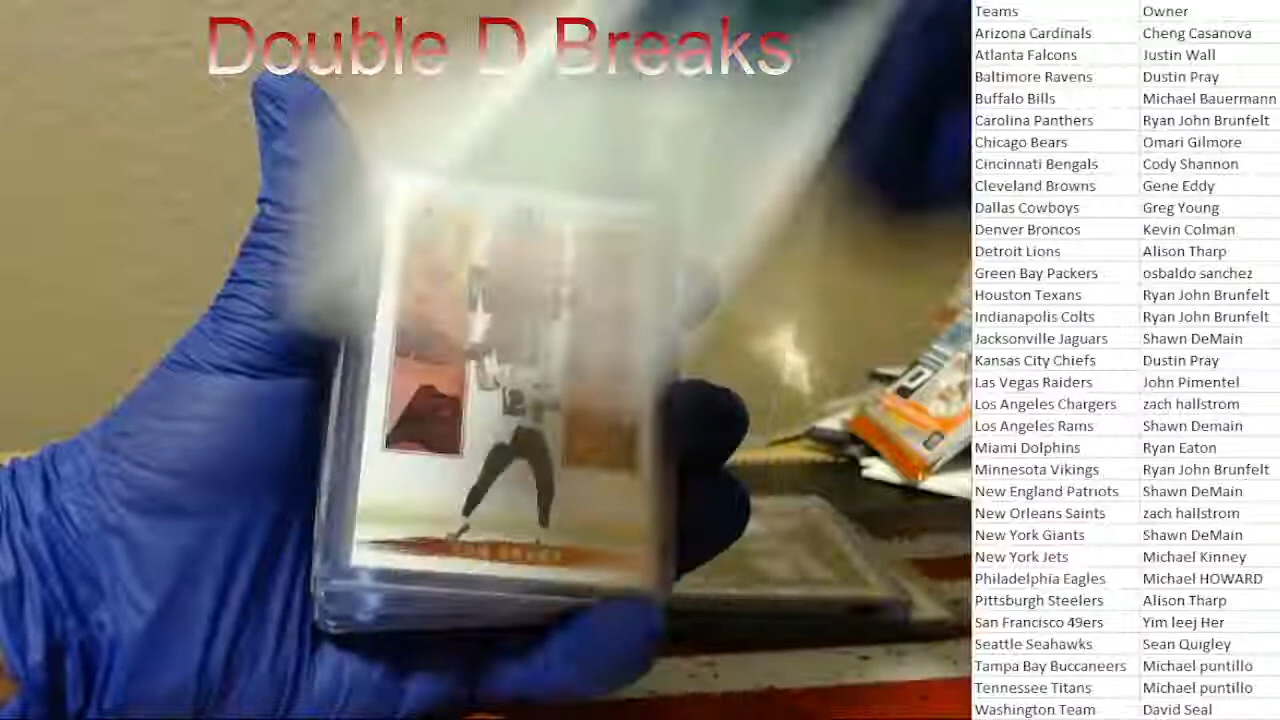 Double D Breaks
Teams Owner
Arizona Cardinals Cheng Casanova
Atlanta Falcons Justin Wall
Baltimore Ravens Dustin Pray
Buffalo Bills Michael Bauermann
Carolina Panthers Ryan John Brunfelt
Chicago Bears Omari Gilmore
Cincinnati Bengals Cody Shannon
Cleveland Browns Gene Eddy
Dallas Cowboys Greg Young
Denver Broncos Kevin Colman
Detroit Lions Alison Tharp
Green Bay Packers osbaldo sanchez
Houston Texans Ryan John Brunfelt
Indianapolis Colts Ryan John Brunfelt
Jacksonville Jaguars Shawn DeMain
Kansas City Chiefs Dustin Pray
Las Vegas Raiders John Pimentel
Los Angeles Chargers zach hallstrom
Los Angeles Rams Shawn Demain
Miami Dolphins Ryan Eaton
Minnesota Vikings Ryan John Brunfelt
New England Patriots Shawn DeMain
New Orleans Saints zach hallstrom
New York Giants Shawn DeMain
New York Jets Michael Kinney
Philadelphia Eagles Michael HOWARD
Pittsburgh Steelers Alison Tharp
San Francisco 49ers Yim leej Her
Seattle Seahawks Sean Quigley
Tampa Bay Buccaneers Michael puntillo
Tennessee Titans Michael puntillo
Washington Team David Seal